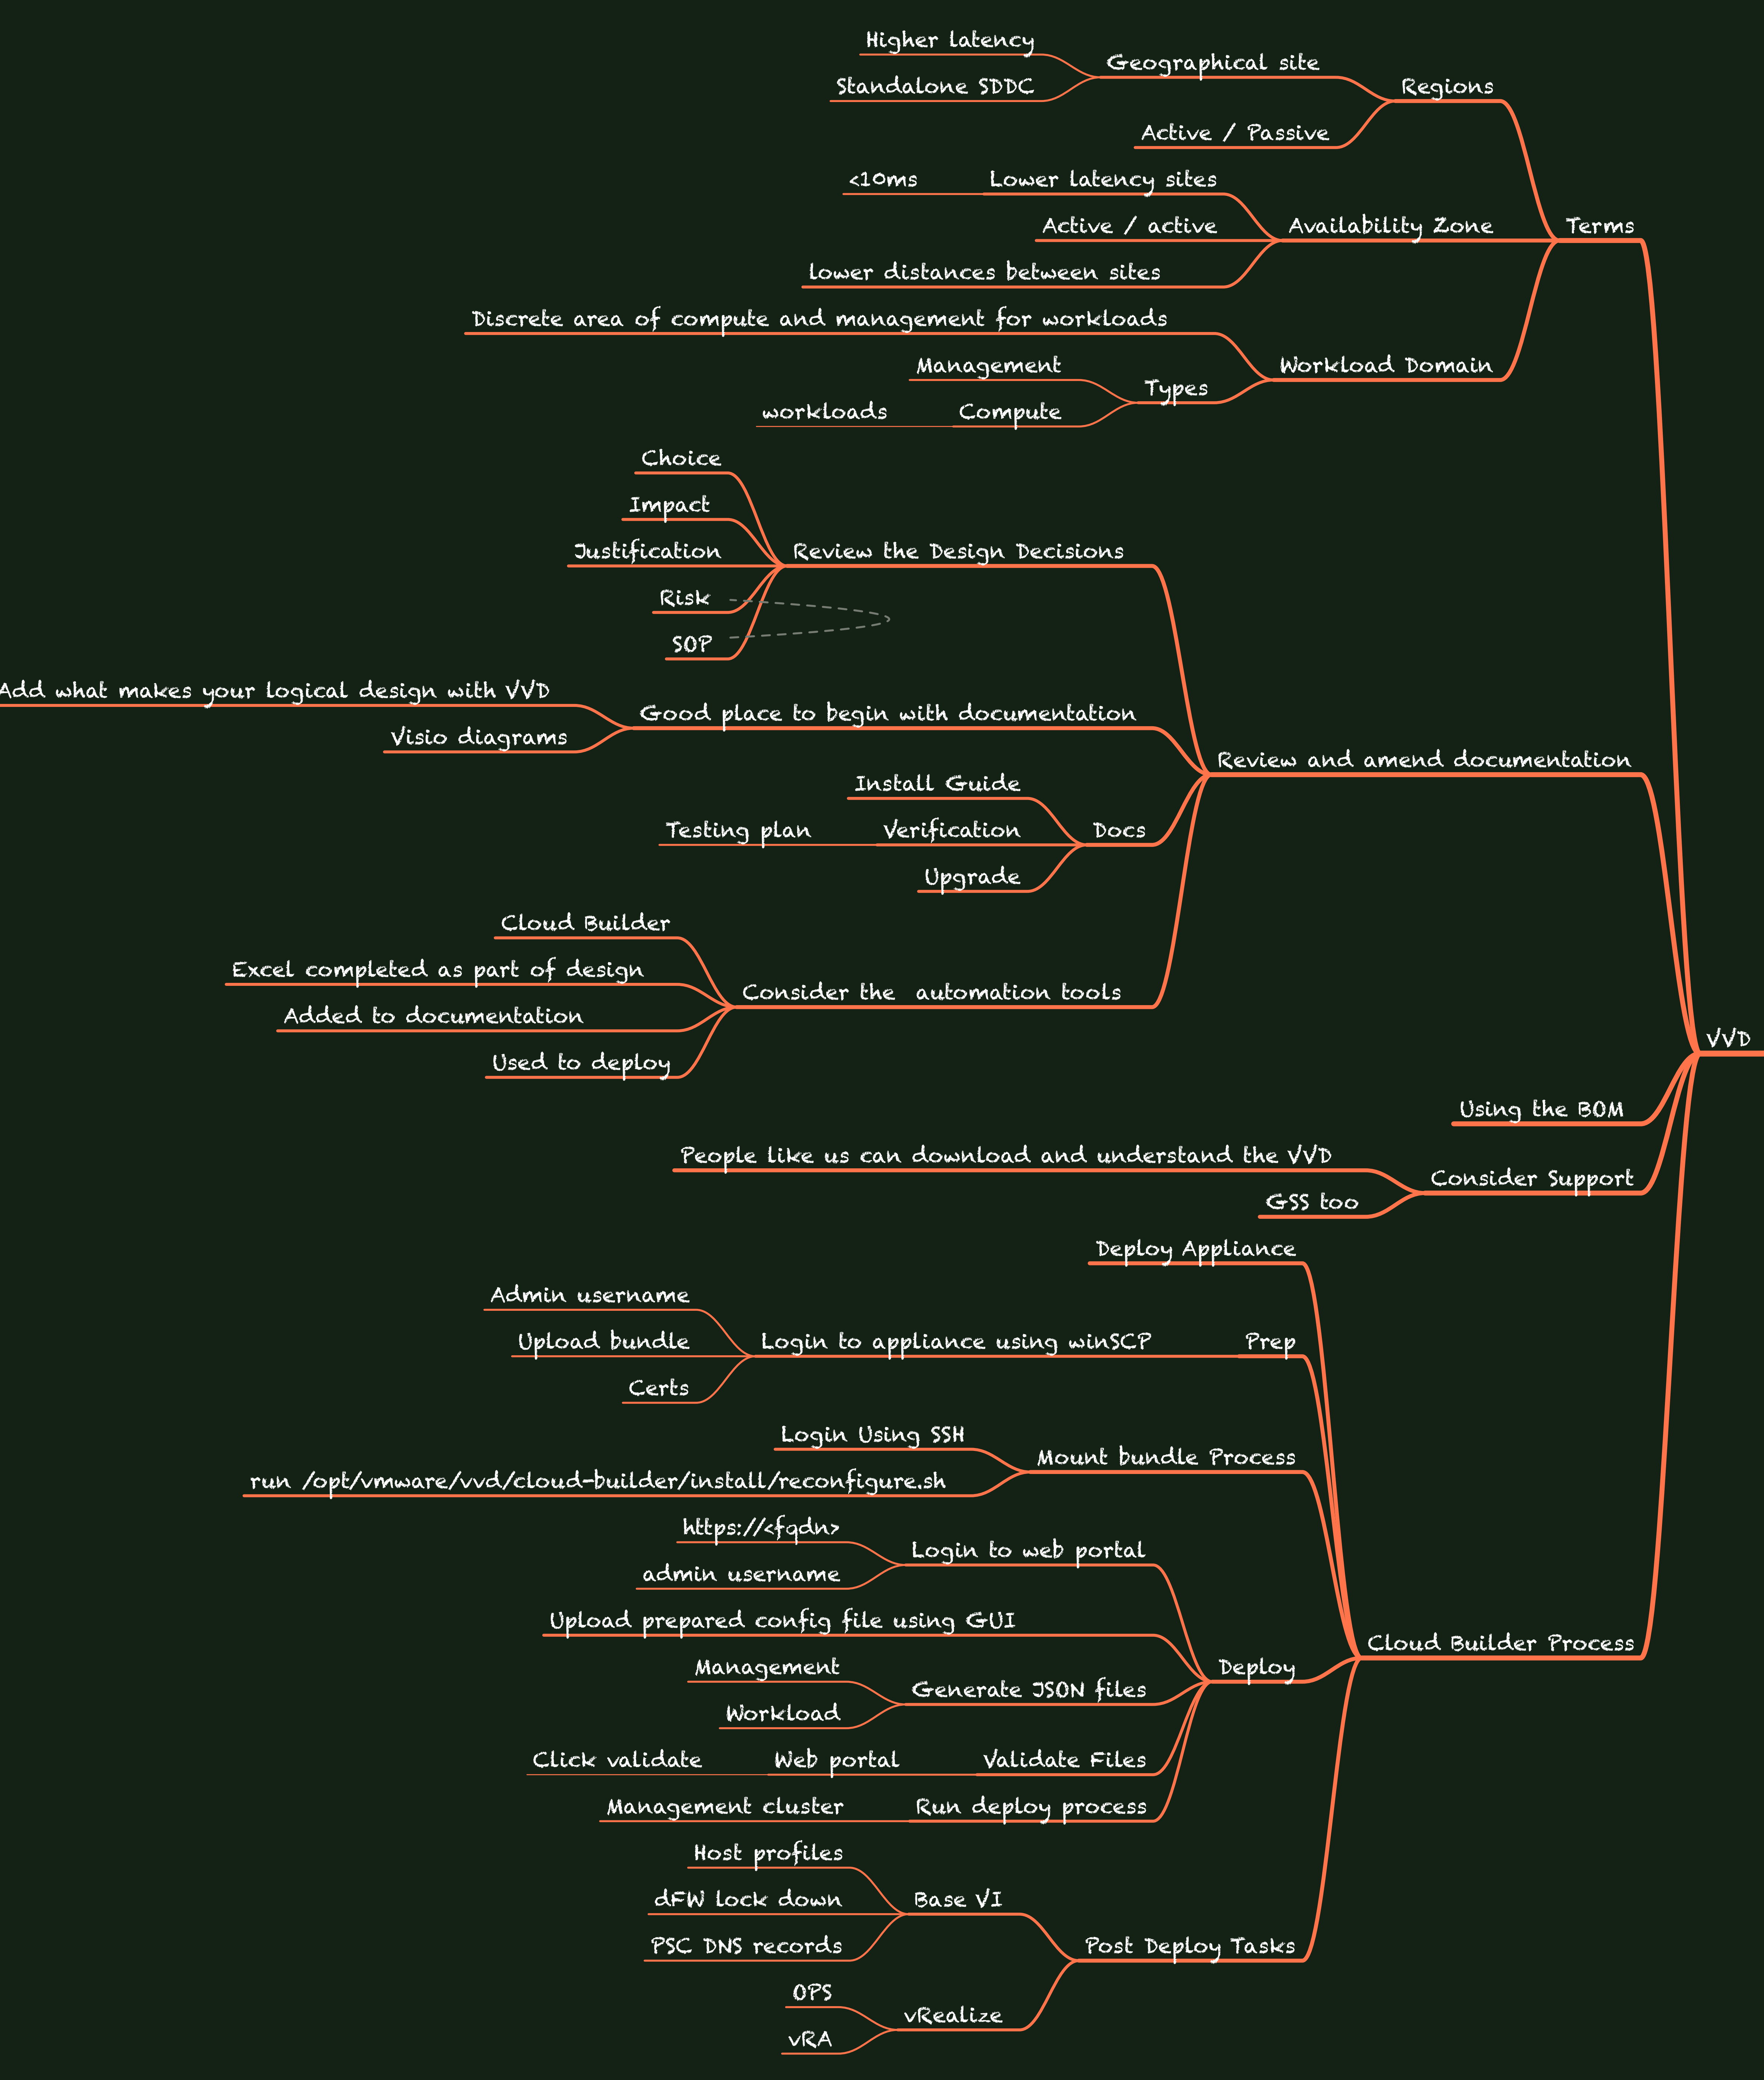 Higher latency
Geographical site
Standalone SDDC
Regions
Active / Passive
<10ms
Lower latency sites
Active / active
Availability Zone
Terms
lower distances between sites
Discrete area of compute and management for workloads
Workload Domain
Management
Types
workloads
Compute
Choice
Impact
Justification
Review the Design Decisions
Risk
SOP
Add what makes your logical design with VVD
Good place to begin with documentation
Visio diagrams
Review and amend documentation
Install Guide
Testing plan
Verification
Docs
Upgrade
Cloud Builder
Excel completed as part of design
Consider the  automation tools
Added to documentation
Used to deploy
VVD
Using the BOM
People like us can download and understand the VVD
Consider Support
GSS too
Deploy Appliance
Admin username
Upload bundle
Login to appliance using winSCP
Prep
Certs
Login Using SSH
Mount bundle Process
run /opt/vmware/vvd/cloud-builder/install/reconfigure.sh
https://<fqdn>
Login to web portal
admin username
Upload prepared config file using GUI
Cloud Builder Process
Management
Deploy
Generate JSON files
Workload
Click validate
Web portal
Validate Files
Management cluster
Run deploy process
Host profiles
dFW lock down
Base VI
PSC DNS records
Post Deploy Tasks
OPS
vRealize
vRA